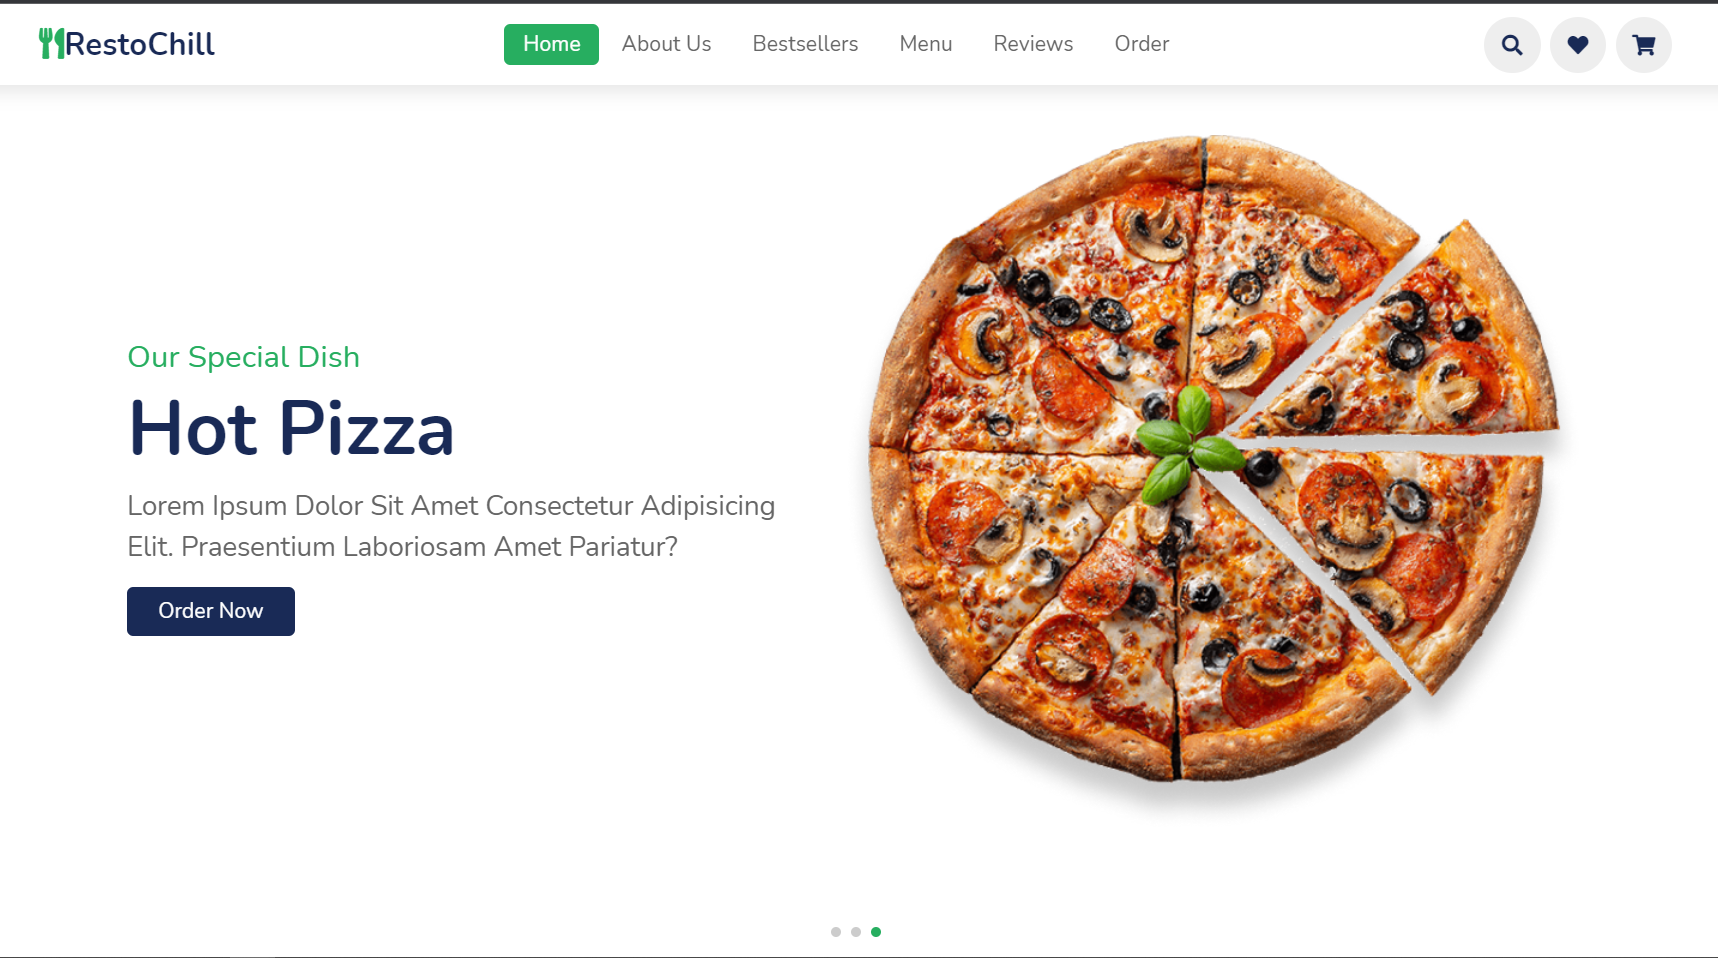 RestoChill
Home
About Us
Bestsellers
Menu
Reviews
Order
Our Special Dish
Hot Pizza
Lorem Ipsum Dolor Sit Amet Consectetur Adipisicing
Elit. Praesentium Laboriosam Amet Pariatur?
Order Now